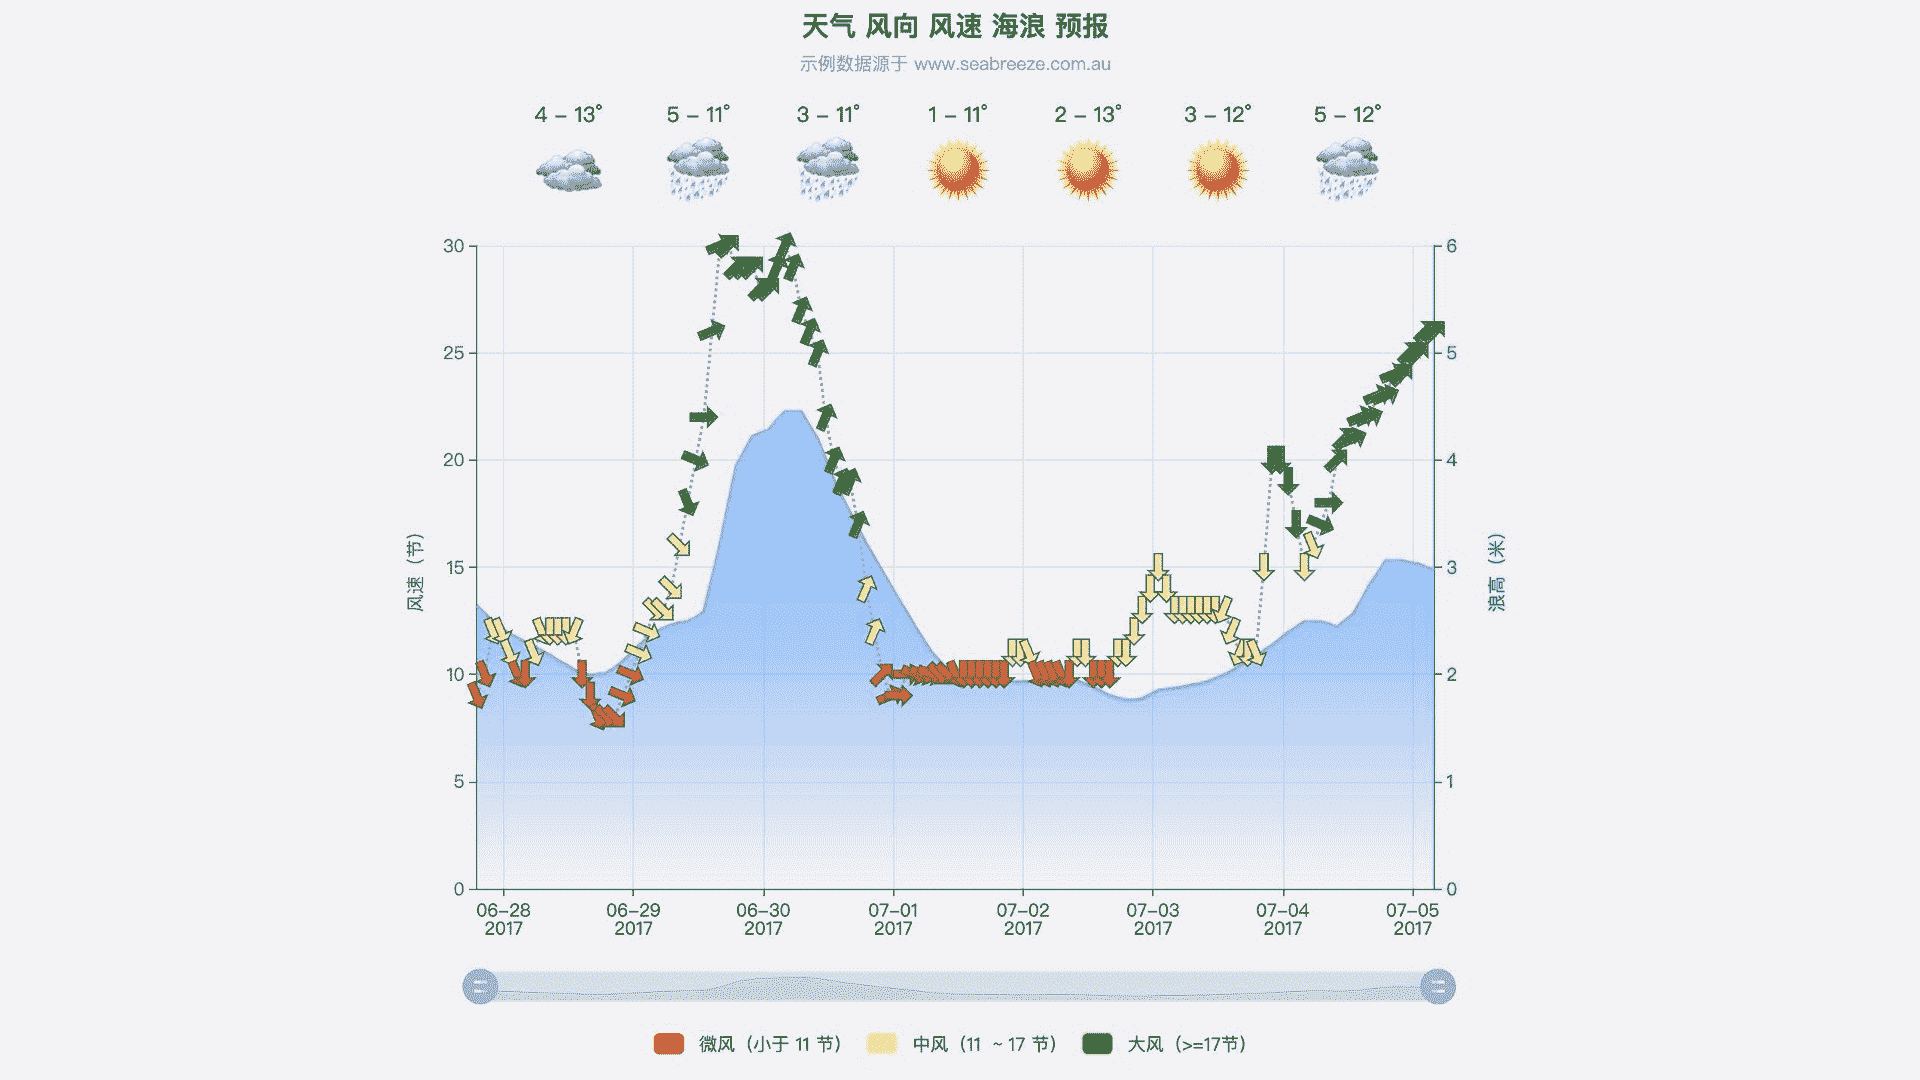 天气 风向 风速 海浪 预报
示例数据源于 www.seabreeze.com.au
4 – 13°
5 – 11°
3 – 11°
1 – 11°
2 – 13°
3 – 12°
5 – 12°
风速（节）
30
25
20
15
10
5
0
浪高（米）
6
5
4
3
2
1
0
06–28
2017
06–29
2017
06–30
2017
07–01
2017
07–02
2017
07–03
2017
07–04
2017
07–05
2017
微风（小于 11 节）
中风（11 ~ 17 节）
大风（>=17节）